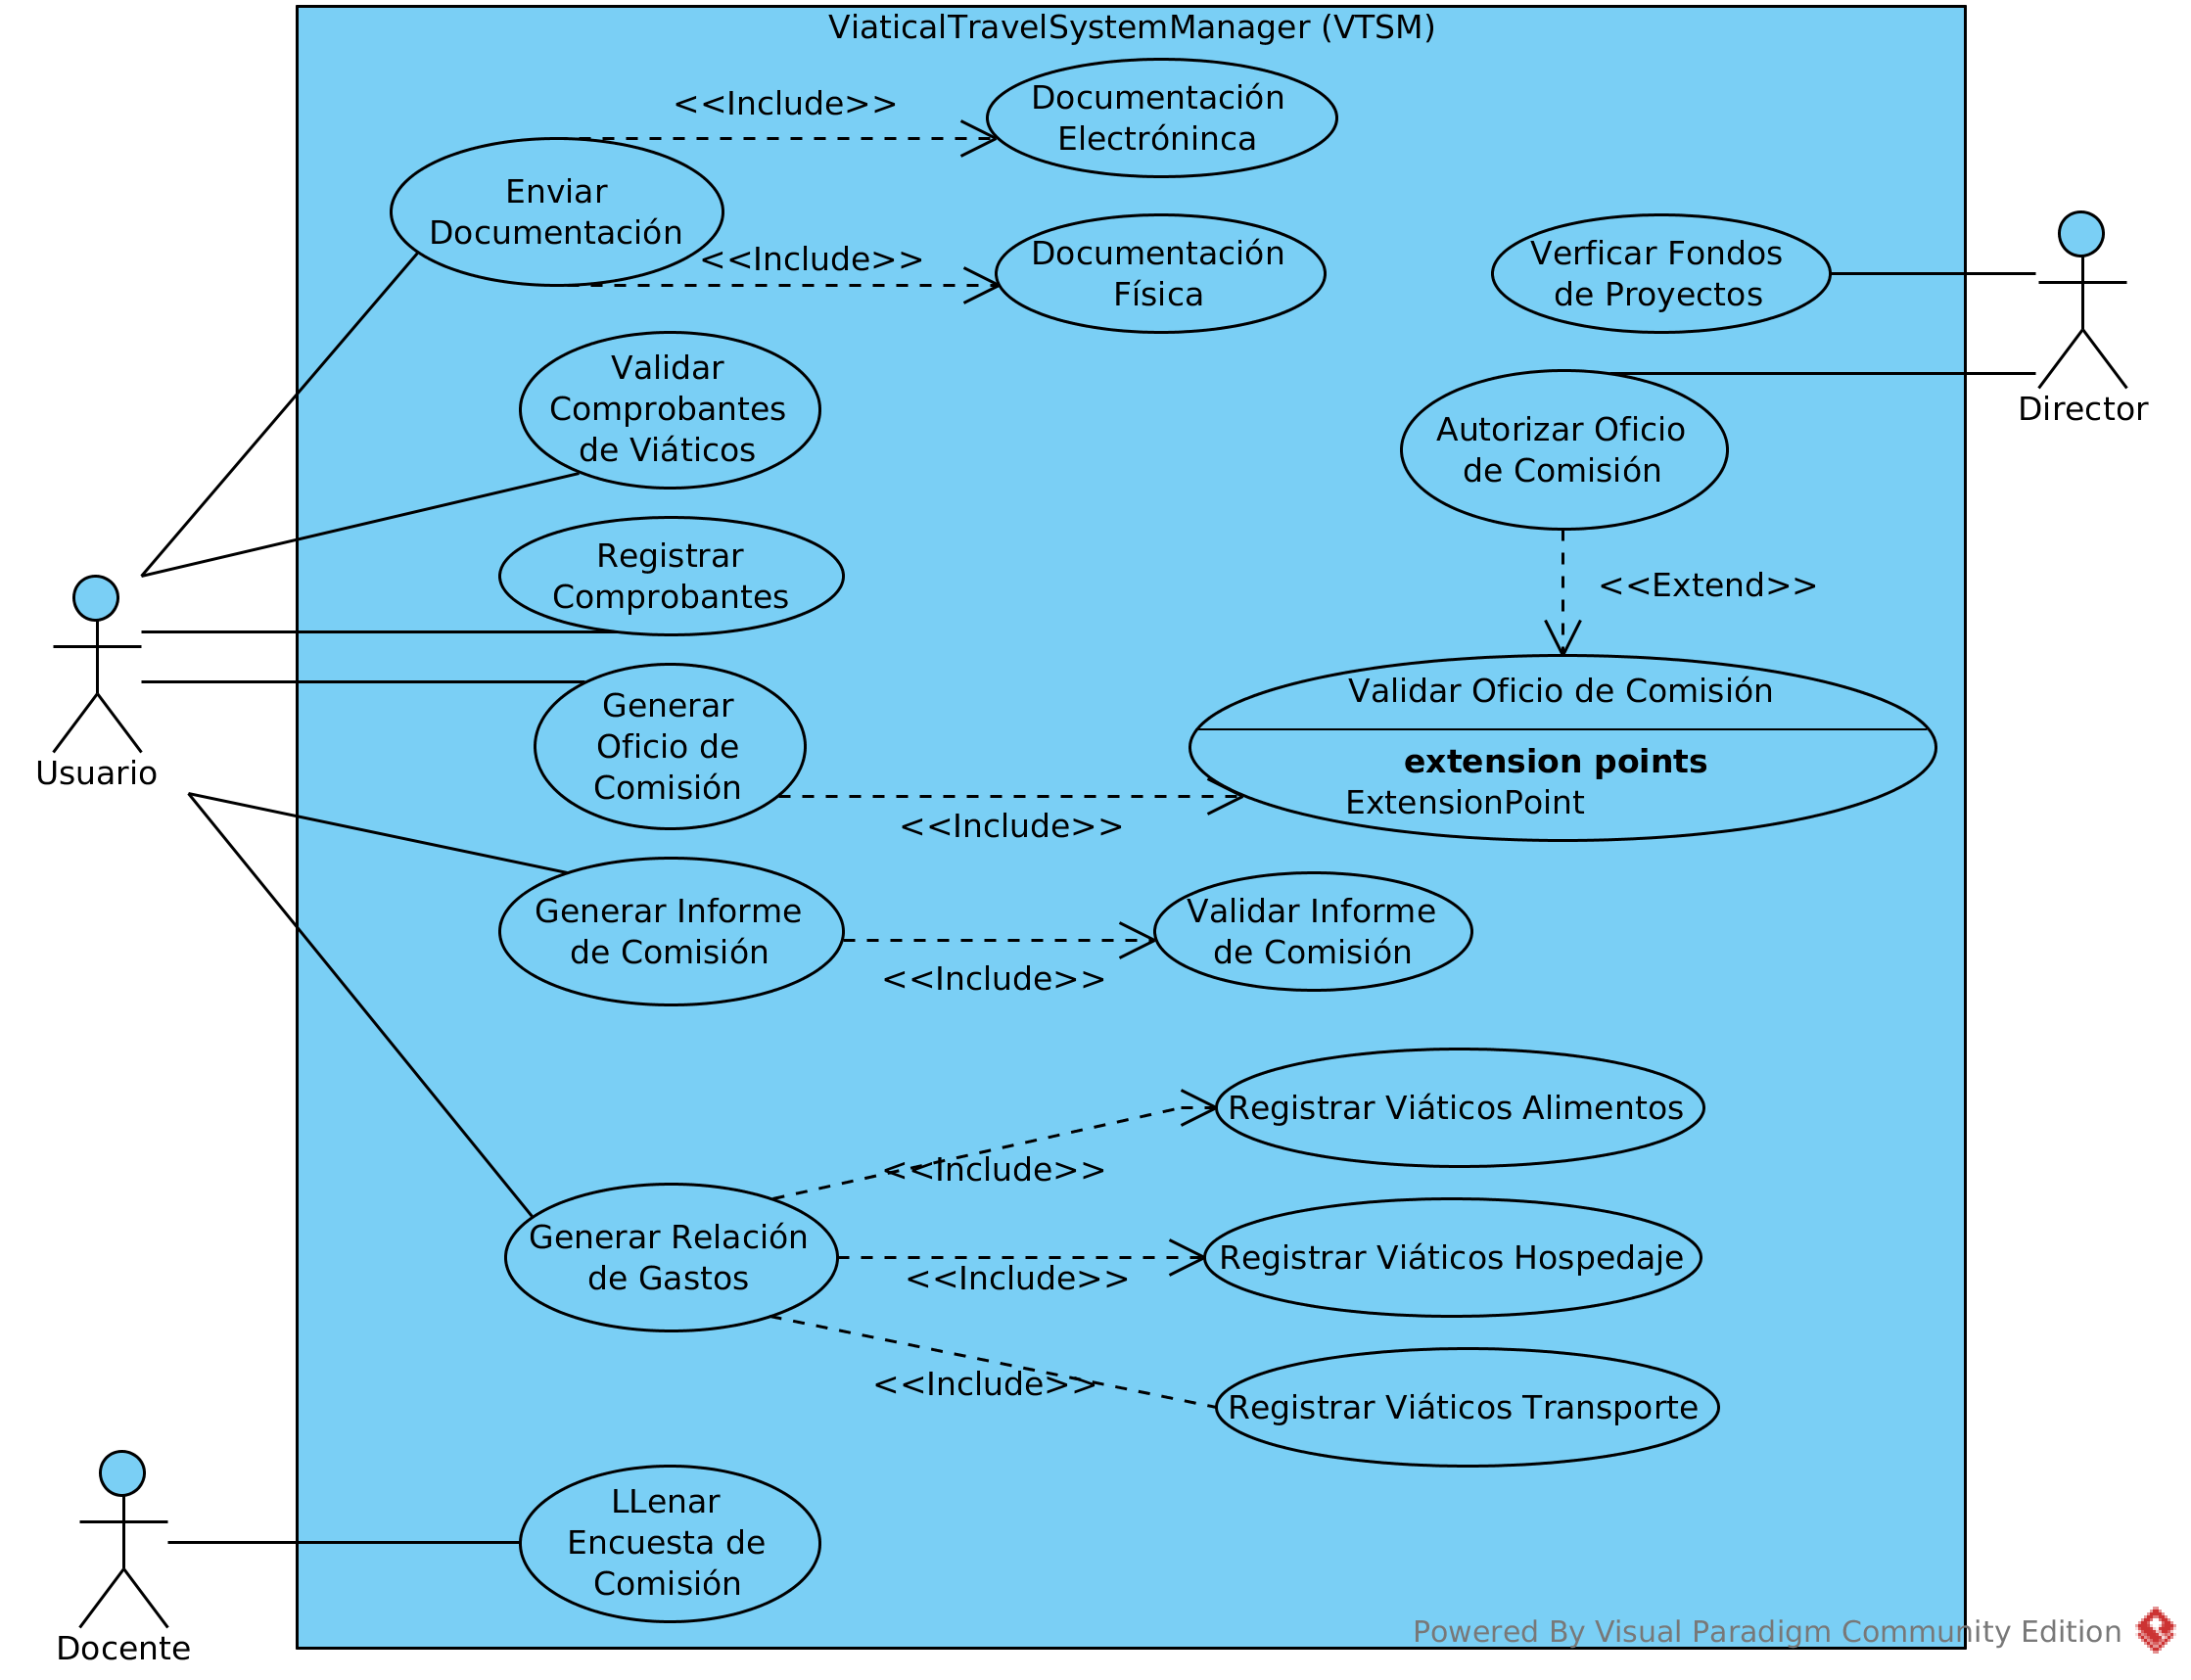 ViaticalTravelSystemManager (VTSM)
<<Include>>
Documentación
Electróninca
Enviar
Documentación
<<Include>>
Documentación
Física
Verficar Fondos
de Proyectos
Director
Validar
Comprobantes
de Viáticos
Autorizar Oficio
de Comisión
Registrar
Comprobantes
<<Extend>>
Usuario
Generar
Oficio de
Comisión
Validar Oficio de Comisión
extension points
ExtensionPoint
<<Include>>
Generar Informe
de Comisión
<<Include>>
Validar Informe
de Comisión
Registrar Viáticos Alimentos
<<Include>>
Generar Relación
de Gastos
<<Include>>
Registrar Viáticos Hospedaje
<<Include>>
Registrar Viáticos Transporte
LLenar
Encuesta de
Comisión
Docente
Powered By Visual Paradigm Community Edition